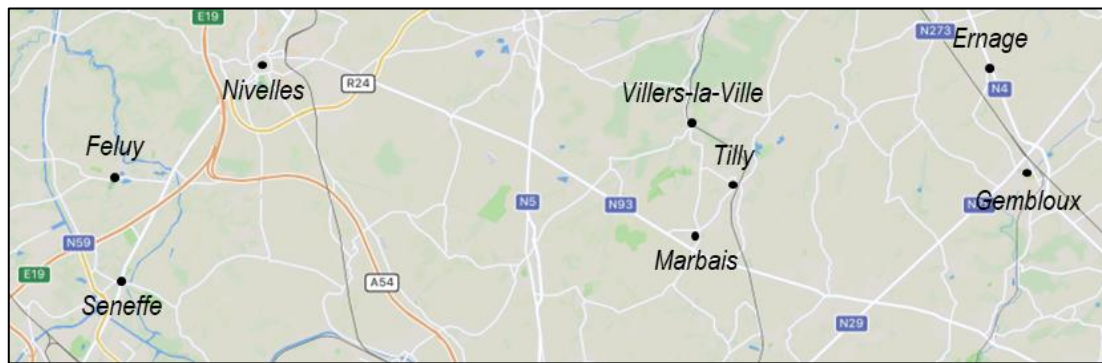 E19
N273
Ernage
Nivelles
R24
N4
Villers-la-Ville
Feluy
Tilly
N5
N93
Gembloux
N59
Marbais
E19
A54
Seneffe
N29